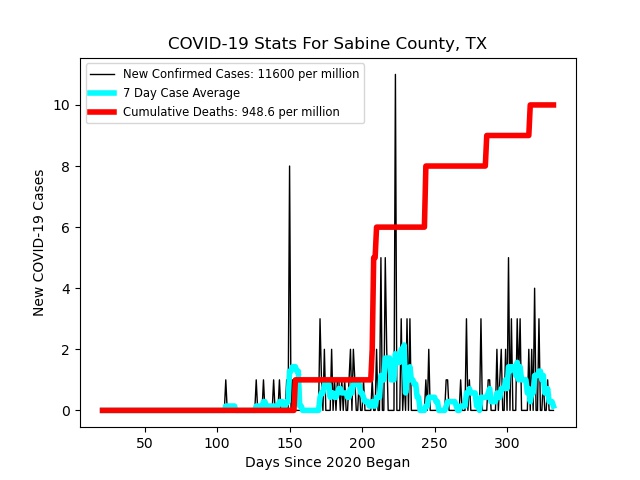 COVID-19 Stats For Sabine County, TX
New Confirmed Cases: 11600 per million
7 Day Case Average
Cumulative Deaths: 948.6 per million
New COVID-19 Cases
10
8
6
4
2
0
50
100
150
200
250
300
Days Since 2020 Began